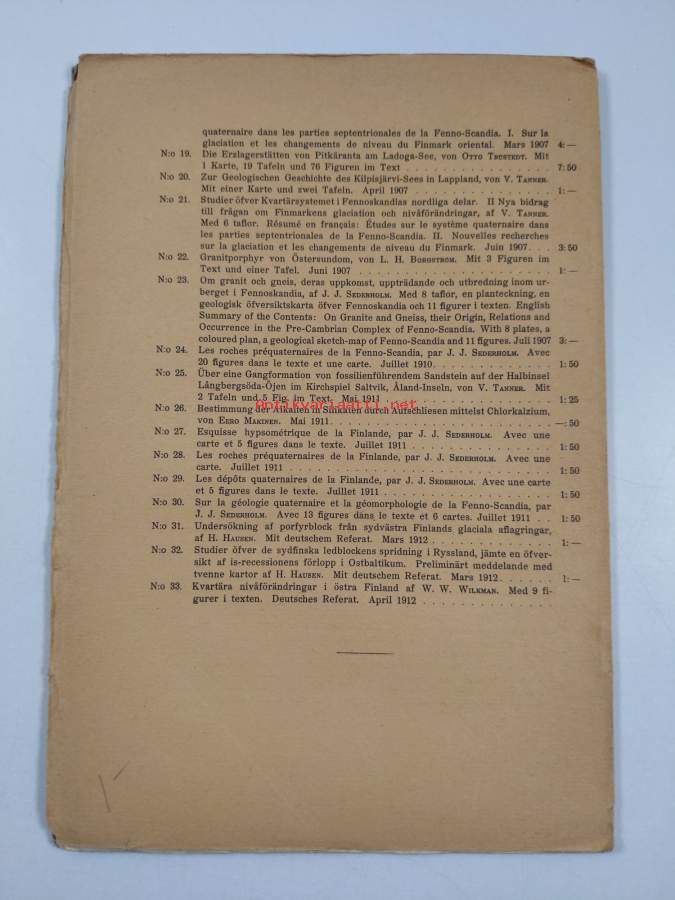 quaternaire dans les parties septentrionales de la Fenno-Scandia. I. Sur la
glaciation et les changements de niveau du Finmark oriental. Mars 1907 4:—
N:o 19. Die Erzlagerstätten von Pitkäranta am Ladoga-See, von OTTO TRÜSTEDT. Mit
1 Karte, 19 Tafeln und 76 Figuren im Text . . . . . . . . . . . . . . . . 7:50
N:o 20. Zur Geologischen Geschichte des Kilpisjärvi-Sees in Lappland, von V. TANNER.
Mit einer Karte und zwei Tafeln. April 1907 . . . . . . . . . . . . . . . 1:—
N:o 21. Studier öfver Kvartärsystemet i Fennoskandias nordliga delar. II Nya bidrag
till frågan om Finmarkens glaciation och nivåförändringar, af V. TANNER.
Med 6 taflor. Résumé en français: Études sur le système quaternaire dans
les parties septentrionales de la Fenno-Scandia. II. Nouvelles recherches
sur la glaciation et les changements de niveau du Finmark. Juin 1907. . . 3:50
N:o 22. Granitporphyr von Östersundom, von L. H. BORGSTRÖM. Mit 3 Figuren im
Text und einer Tafel. Juni 1907 . . . . . . . . . . . . . . . . . . . . 1:—
N:o 23. Om granit och gneis, deras uppkomst, uppträdande och utbredning inom ur-
berget i Fennoskandia, af J. J. SEDERHOLM. Med 8 taflor, en planteckning, en
geologisk öfversiktskarta öfver Fennoskandia och 11 figurer i texten. English
Summary of the Contents: On Granite and Gneiss, their Origin, Relations and
Occurrence in the Pre-Cambrian Complex of Fenno-Scandia. With 8 plates, a
coloured plan, a geological sketch-map of Fenno-Scandia and 11 figures. Juli 1907 3:—
N:o 24. Les roches préquaternaires de la Fenno-Scandia, par J. J. SEDERHOLM. Avec
20 figures dans le texte et une carte. Juillet 1910. . . . . . . . . . . . 1:50
N:o 25. Über eine Gangformation von fossilienführendem Sandstein auf der Halbinsel
Långbergsöda-Öjen im Kirchspiel Saltvik, Åland-Inseln, von V. TANNER. Mit
2 Tafeln und 5 Fig. im Text. Mai 1911 . . . . . . . . . . . . . . . . . 1:25
antikvariaatti.net
N:o 26. Bestimmung der Alkalien in Silikaten durch Aufschliesen mittelst Chlorkalzium,
von EERO MÄKINEN. Mai 1911 . . . . . . . . . . . . . . . . . . . . . . —:50
N:o 27. Esquisse hypsométrique de la Finlande, par J. J. SEDERHOLM. Avec une
carte et 5 figures dans le texte. Juillet 1911 . . . . . . . . . . . . . . 1:50
N:o 28. Les roches préquaternaires de la Finlande, par J. J. SEDERHOLM. Avec une
carte. Juillet 1911 . . . . . . . . . . . . . . . . . . . . . . . . . . 1:50
N:o 29. Les dépôts quaternaires de la Finlande, par J. J. SEDERHOLM. Avec une carte
et 5 figures dans le texte. Juillet 1911 . . . . . . . . . . . . . . . . . 1:50
N:o 30. Sur la géologie quaternaire et la géomorphologie de la Fenno-Scandia, par
J. J. SEDERHOLM. Avec 13 figures dans le texte et 6 cartes. Juillet 1911 . . 1:50
N:o 31. Undersökning af porfyrblock från sydvästra Finlands glaciala aflagringar,
af H. HAUSEN. Mit deutschem Referat. Mars 1912 . . . . . . . . . . . . 1:—
N:o 32. Studier öfver de sydfinska ledblockens spridning i Ryssland, jämte en öfver-
sikt af is-recessionens förlopp i Ostbaltikum. Preliminärt meddelande med
tvenne kartor af H. HAUSEN. Mit deutschem Referat. Mars 1912 . . . . . 1:—
N:o 33. Kvartära nivåförändringar i östra Finland af W. W. WILKMAN. Med 9 fi-
gurer i texten. Deutsches Referat. April 1912 . . . . . . . . . . . . . .